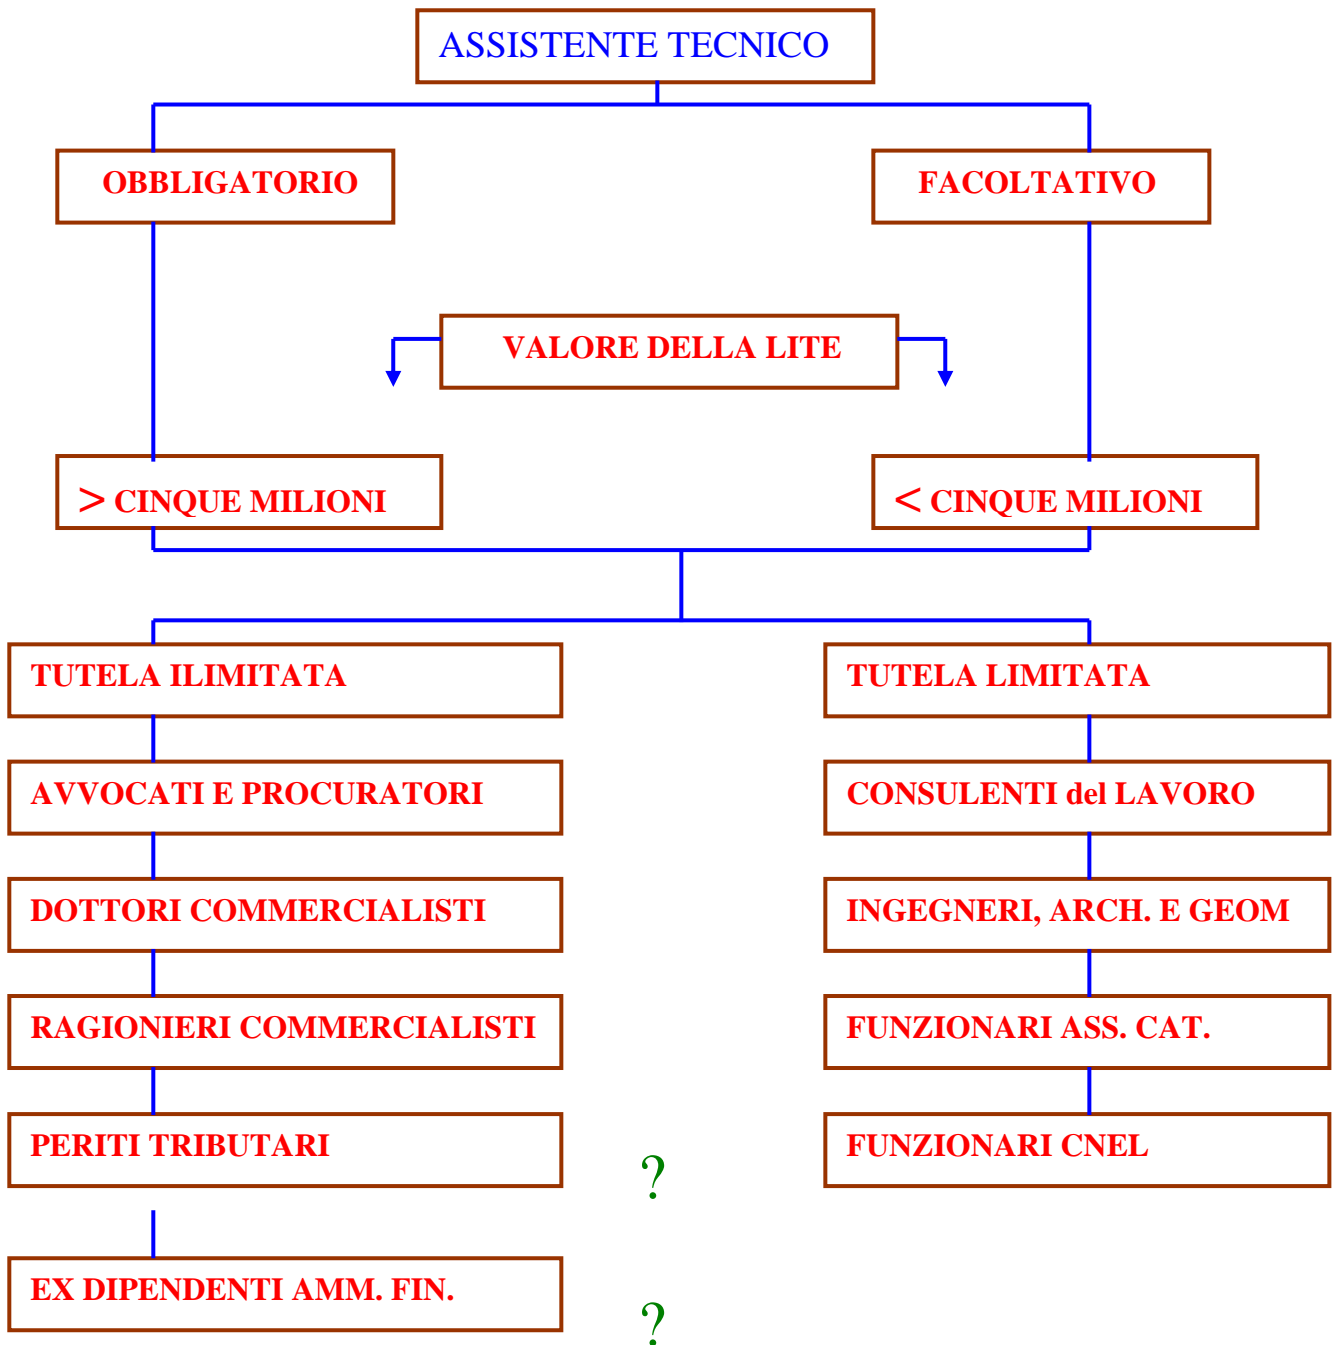 ASSISTENTE TECNICO
OBBLIGATORIO
FACOLTATIVO
VALORE DELLA LITE
> CINQUE MILIONI
< CINQUE MILIONI
TUTELA ILIMITATA
TUTELA LIMITATA
AVVOCATI E PROCURATORI
CONSULENTI del LAVORO
DOTTORI COMMERCIALISTI
INGEGNERI, ARCH. E GEOM
RAGIONIERI COMMERCIALISTI
FUNZIONARI ASS. CAT.
PERITI TRIBUTARI
?
FUNZIONARI CNEL
EX DIPENDENTI AMM. FIN.
?